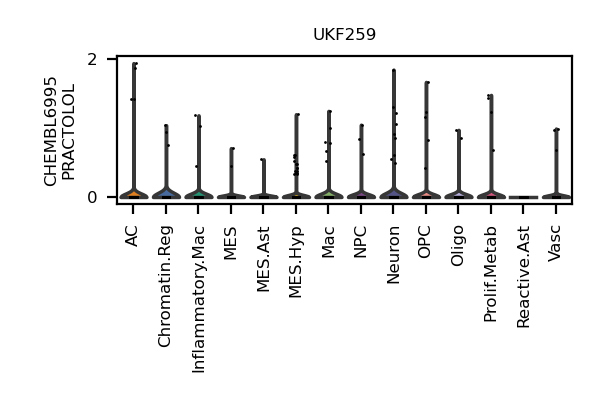 UKF259
CHEMBL6995
PRACTOLOL
2
0
AC
Chromatin.Reg
Inflammatory.Mac
MES
MES.Ast
MES.Hyp
Mac
NPC
Neuron
OPC
Oligo
Prolif.Metab
Reactive.Ast
Vasc